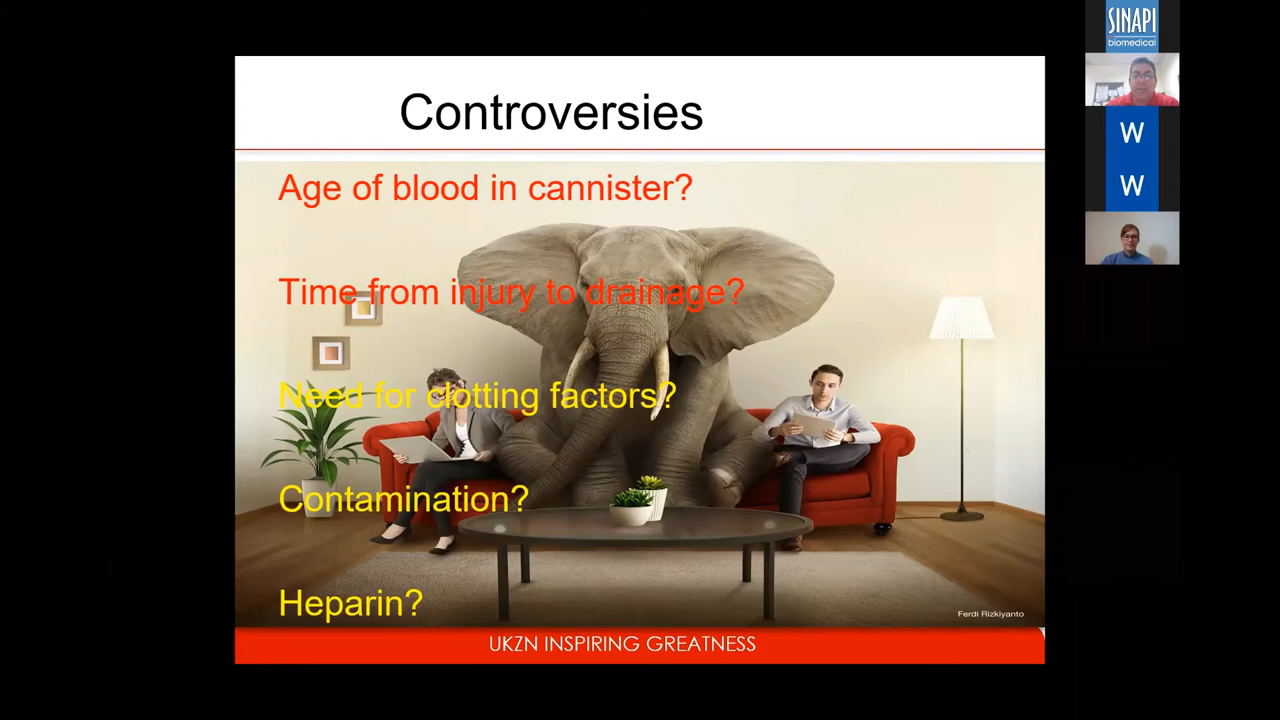 Controversies
Age of blood in cannister?
Time from injury to drainage?
Need for clotting factors?
Contamination?
Heparin?
Ferdi Rizkiyanto
UKZN INSPIRING GREATNESS
SINAPI
biomedical
W
W